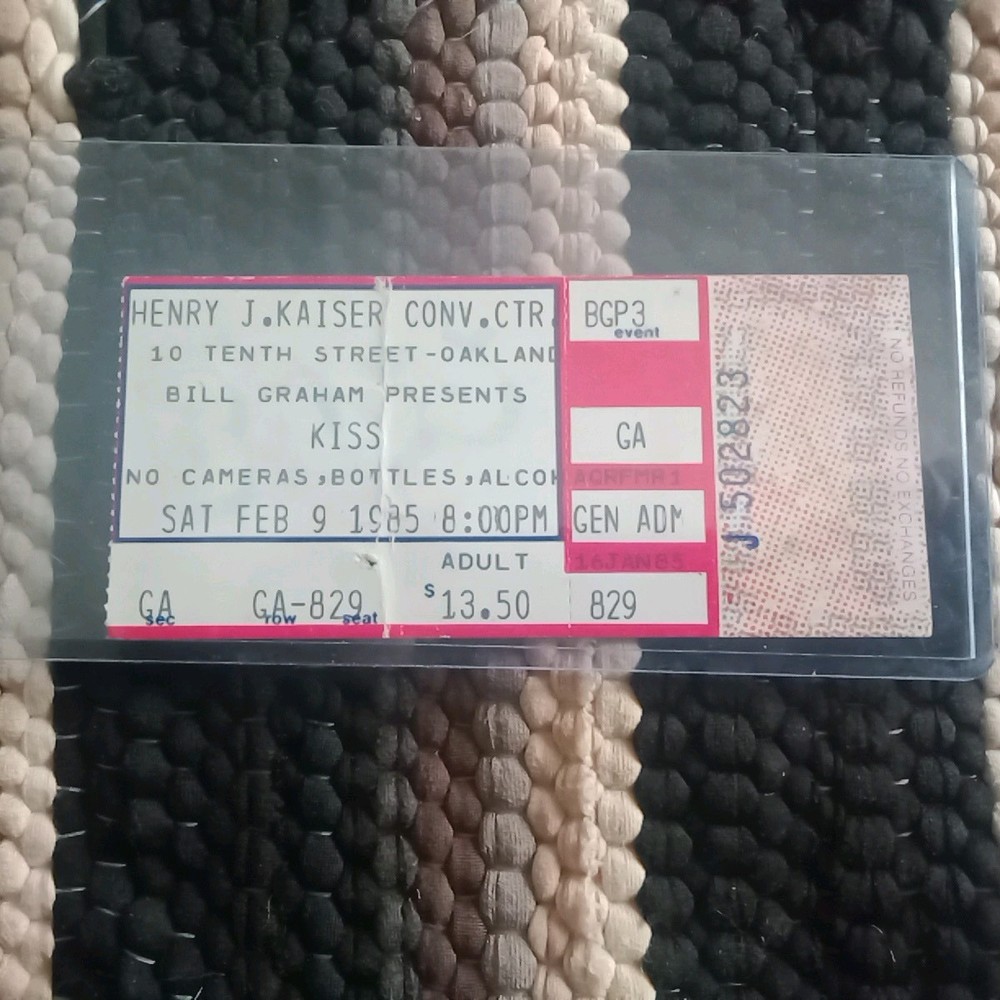 HENRY J.KAISER CONV.CTR.
10 TENTH STREET-OAKLAND
BILL GRAHAM PRESENTS
KISS
NO CAMERAS,BOTTLES,ALCOH
SAT FEB 9 1985 8:00PM
ADULT
GA GA-829 $13.50
sec row seat
BGP3
event
GA
ACRFMR1
GEN ADM
16JAN85
829
J 502823
NO REFUNDS NO EXCHANGES